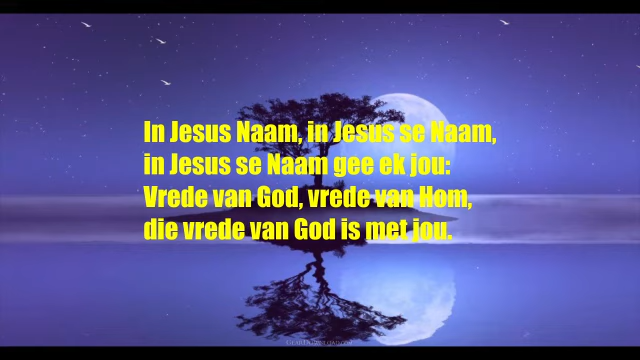 In Jesus Naam, in Jesus se Naam,
in Jesus se Naam gee ek jou:
Vrede van God, vrede van Hom,
die vrede van God is met jou.